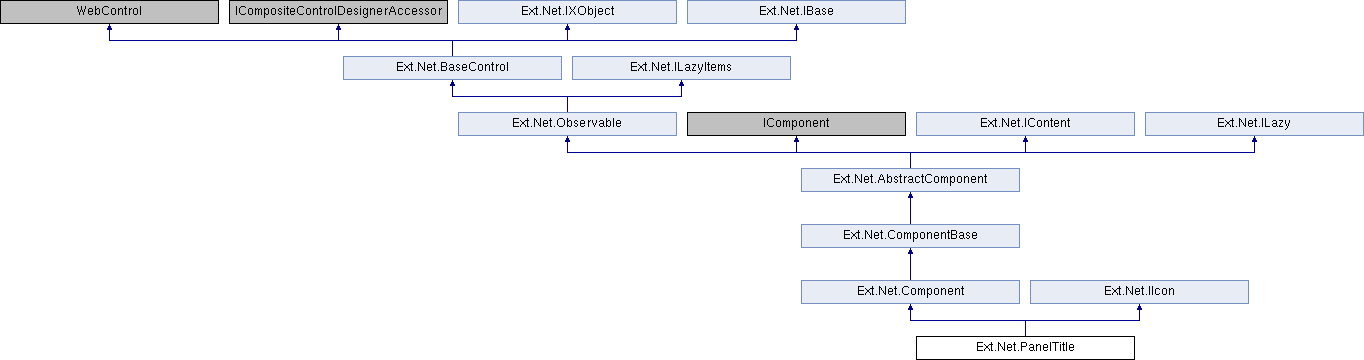 WebControl
ICompositeControlDesignerAccessor
Ext.Net.IXObject
Ext.Net.IBase
Ext.Net.BaseControl
Ext.Net.ILazyItems
Ext.Net.Observable
IComponent
Ext.Net.IContent
Ext.Net.ILazy
Ext.Net.AbstractComponent
Ext.Net.ComponentBase
Ext.Net.Component
Ext.Net.IIcon
Ext.Net.PanelTitle